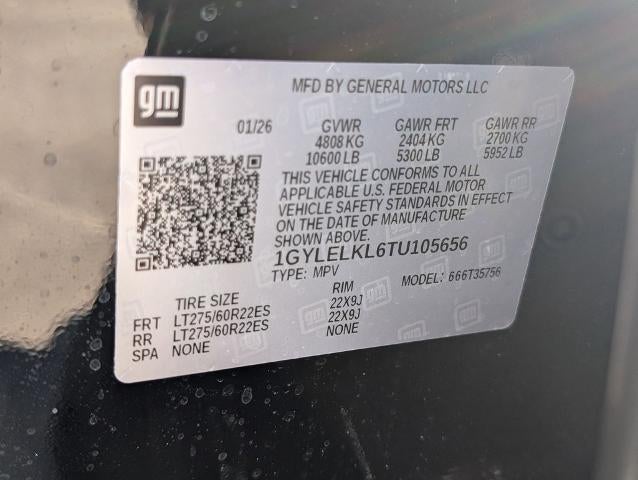 gm
MFD BY GENERAL MOTORS LLC
01/26 GVWR GAWR FRT GAWR RR
4808 KG 2404 KG 2700 KG
10600 LB 5300 LB 5952 LB
THIS VEHICLE CONFORMS TO ALL
APPLICABLE U.S. FEDERAL MOTOR
VEHICLE SAFETY STANDARDS IN EFFECT
ON THE DATE OF MANUFACTURE
SHOWN ABOVE.
1GYLELKL6TU105656
TYPE: MPV MODEL: 666T35756
TIRE SIZE RIM
FRT LT275/60R22ES 22X9J
RR LT275/60R22ES 22X9J
SPA NONE NONE